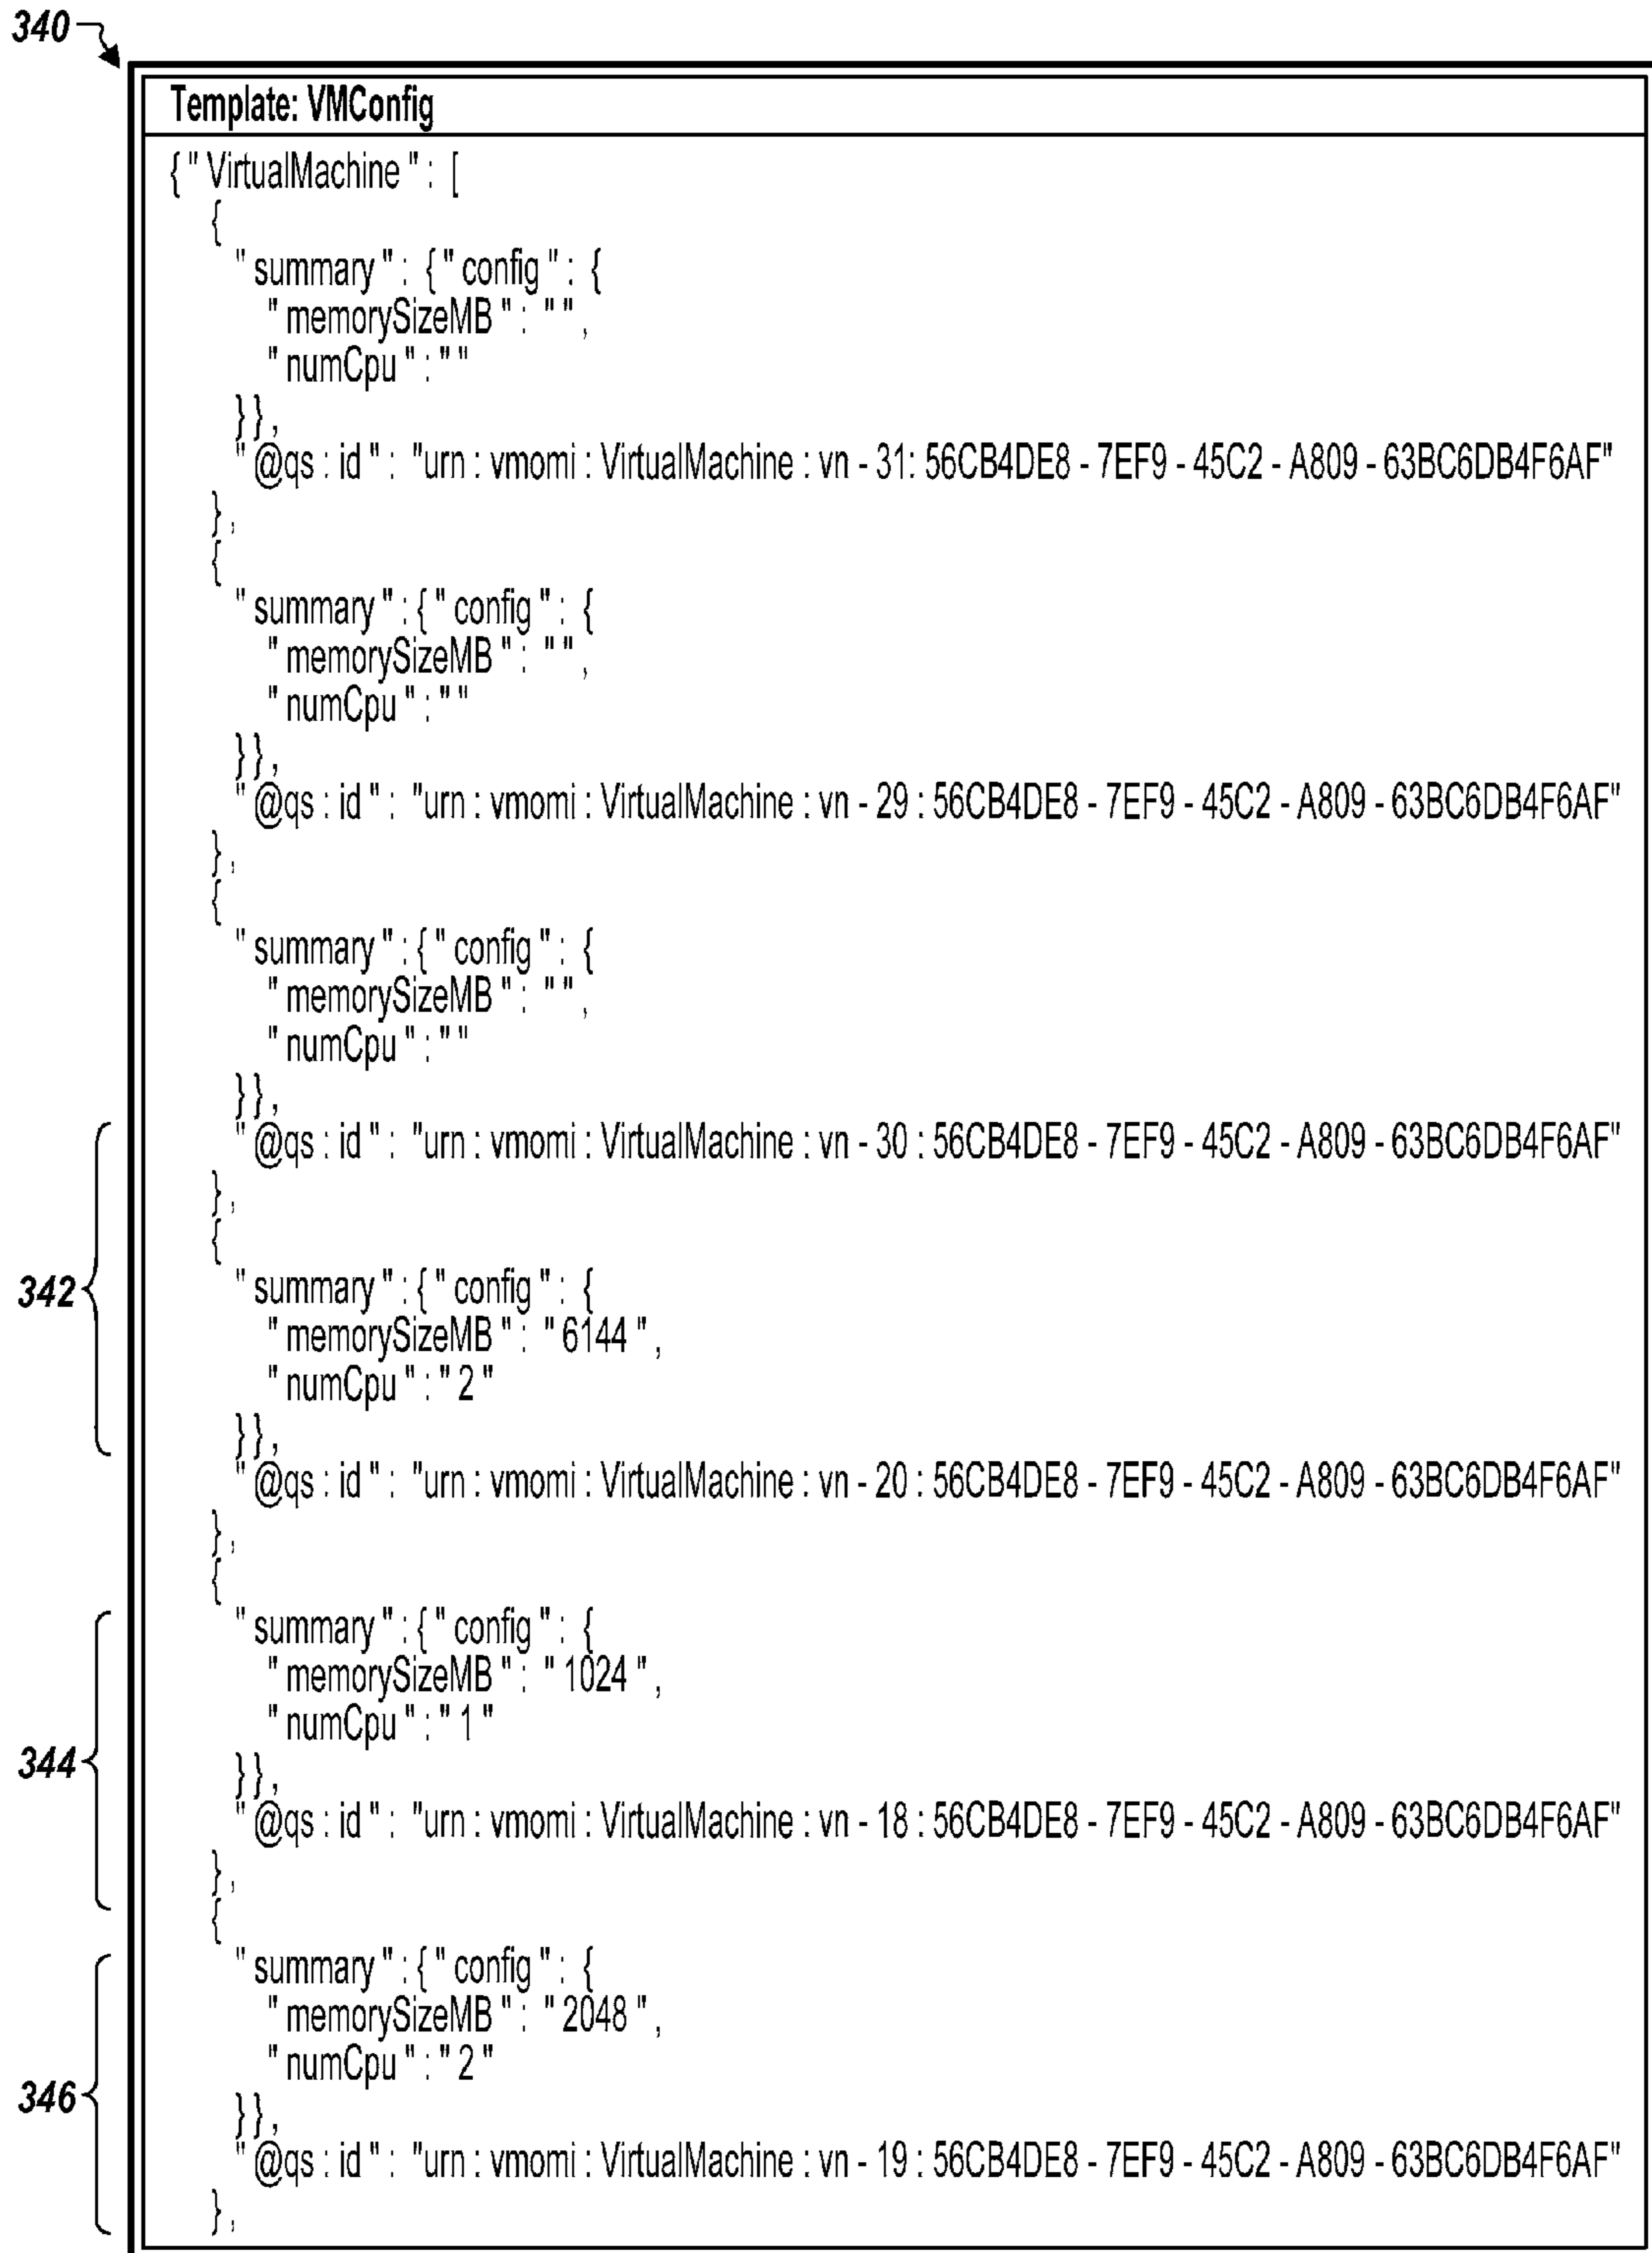 340
Template: VMConfig
{ " VirtualMachine " : [
{
" summary " : { " config " : {
" memorySizeMB " : " " ,
" numCpu " : " "
} } ,
" @qs : id " : "urn : vmomi : VirtualMachine : vn - 31: 56CB4DE8 - 7EF9 - 45C2 - A809 - 63BC6DB4F6AF"
} ,
{
" summary " : { " config " : {
" memorySizeMB " : " " ,
" numCpu " : " "
} } ,
" @qs : id " : "urn : vmomi : VirtualMachine : vn - 29 : 56CB4DE8 - 7EF9 - 45C2 - A809 - 63BC6DB4F6AF"
} ,
{
" summary " : { " config " : {
" memorySizeMB " : " " ,
" numCpu " : " "
} } ,
" @qs : id " : "urn : vmomi : VirtualMachine : vn - 30 : 56CB4DE8 - 7EF9 - 45C2 - A809 - 63BC6DB4F6AF"
} ,
{
342
" summary " : { " config " : {
" memorySizeMB " : " 6144 " ,
" numCpu " : " 2 "
} } ,
" @qs : id " : "urn : vmomi : VirtualMachine : vn - 20 : 56CB4DE8 - 7EF9 - 45C2 - A809 - 63BC6DB4F6AF"
} ,
{
" summary " : { " config " : {
" memorySizeMB " : " 1024 " ,
" numCpu " : " 1 "
344
} } ,
" @qs : id " : "urn : vmomi : VirtualMachine : vn - 18 : 56CB4DE8 - 7EF9 - 45C2 - A809 - 63BC6DB4F6AF"
} ,
{
" summary " : { " config " : {
" memorySizeMB " : " 2048 " ,
" numCpu " : " 2 "
346
} } ,
" @qs : id " : "urn : vmomi : VirtualMachine : vn - 19 : 56CB4DE8 - 7EF9 - 45C2 - A809 - 63BC6DB4F6AF"
} ,